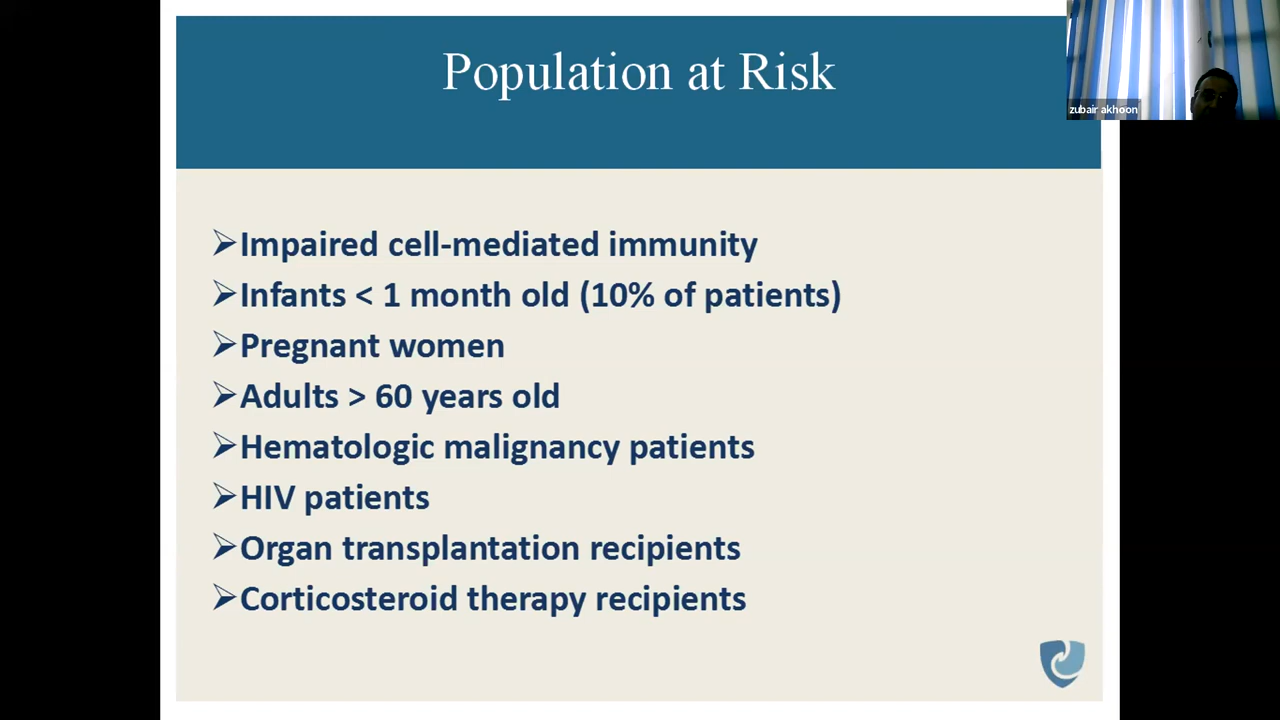 Population at Risk
zubair akhoon
➢Impaired cell-mediated immunity
➢Infants < 1 month old (10% of patients)
➢Pregnant women
➢Adults > 60 years old
➢Hematologic malignancy patients
➢HIV patients
➢Organ transplantation recipients
➢Corticosteroid therapy recipients